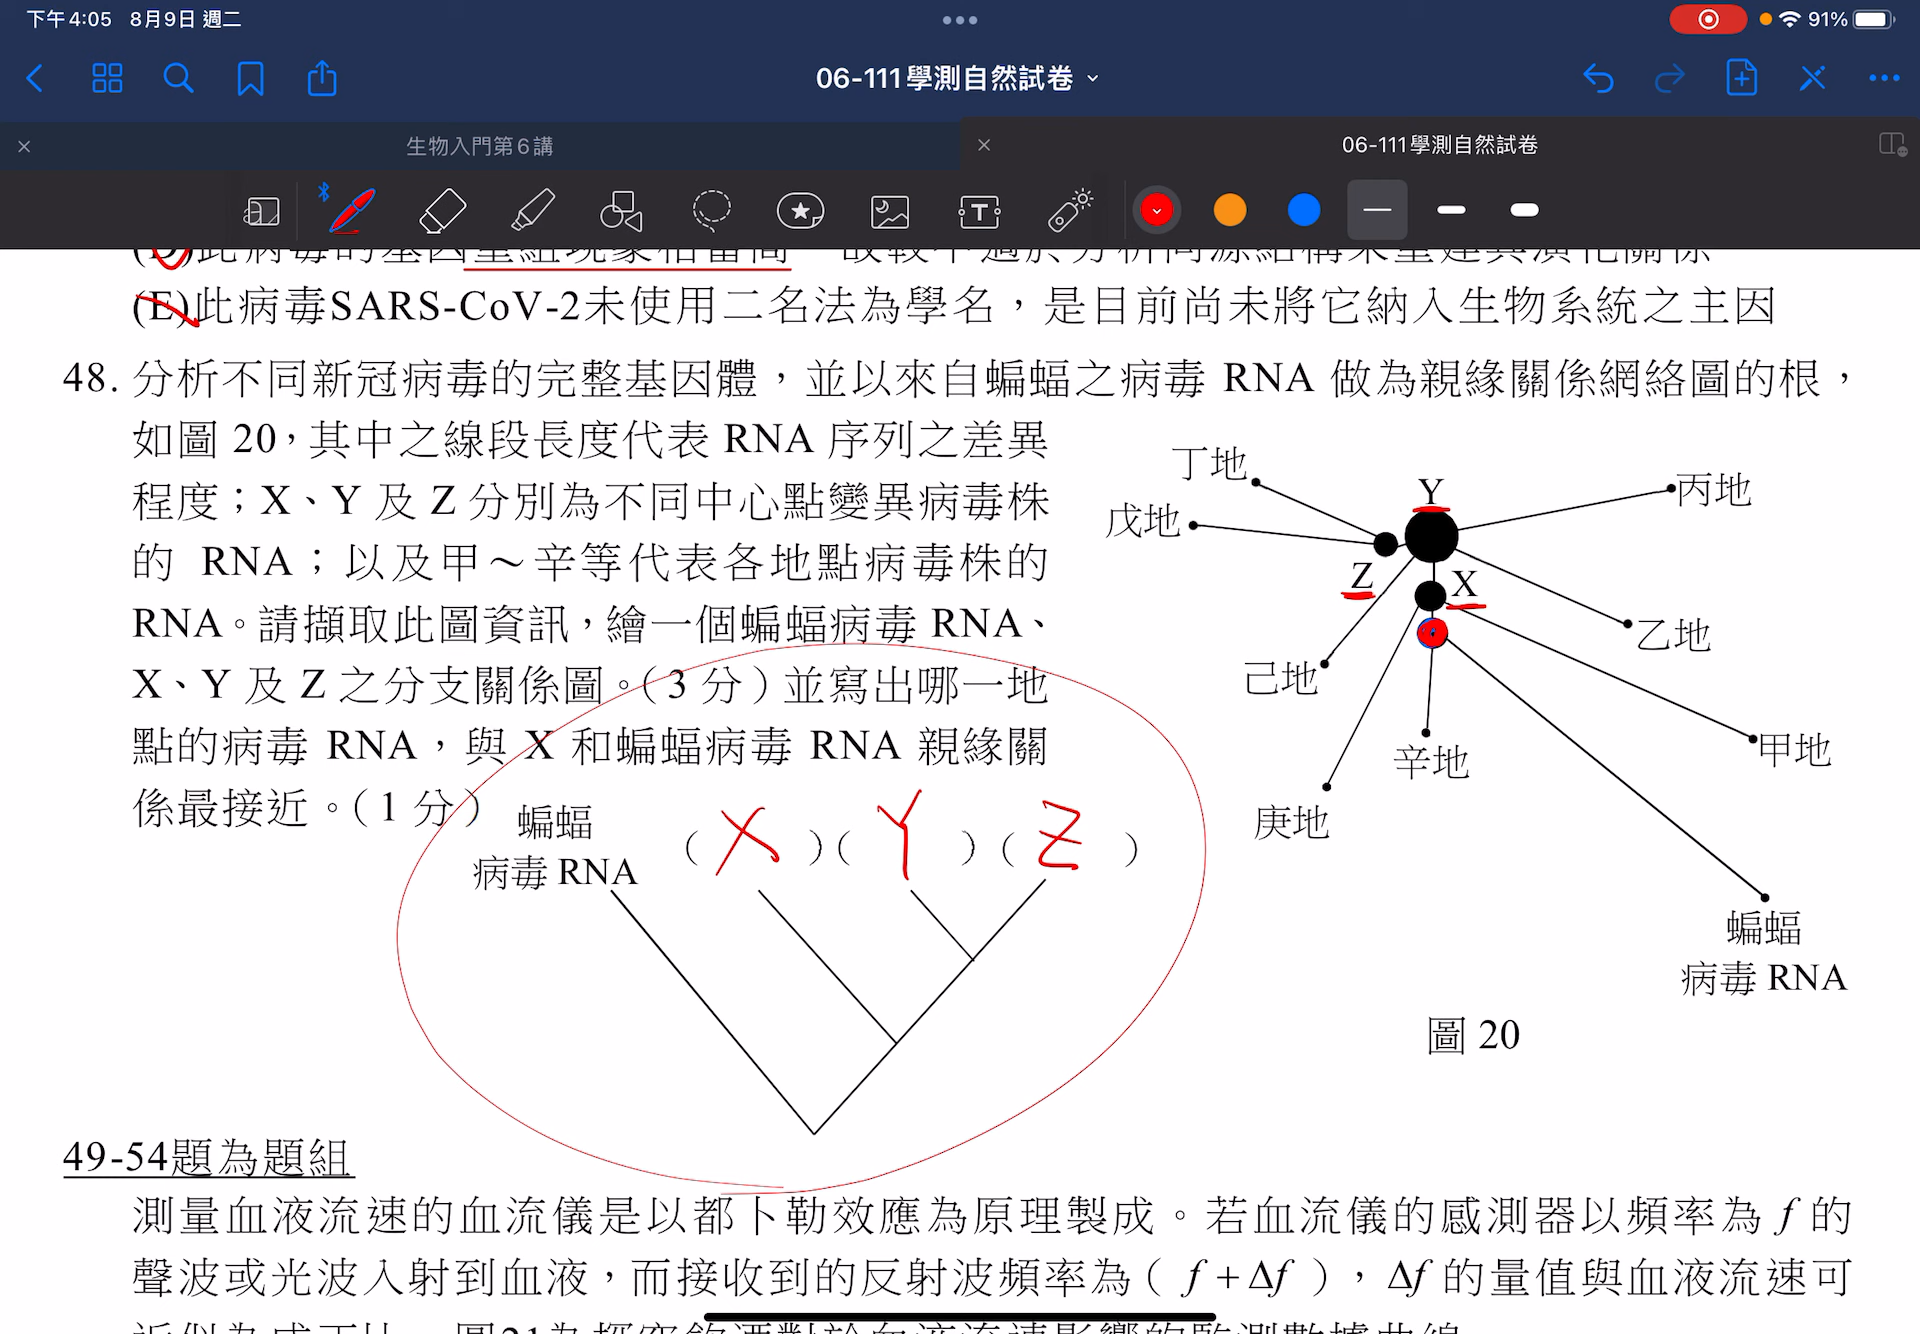 下午4:05 8月9日 週二
91%
06-111學測自然試卷
生物入門第6講
06-111學測自然試卷
(D)此病毒的基因重組現象相當高
(E)此病毒SARS-CoV-2未使用二名法為學名，是目前尚未將它納入生物系統之主因
48. 分析不同新冠病毒的完整基因體，並以來自蝙蝠之病毒 RNA 做為親緣關係網絡圖的根，
如圖 20，其中之線段長度代表 RNA 序列之差異
程度；X、Y 及 Z 分別為不同中心點變異病毒株
的 RNA；以及甲～辛等代表各地點病毒株的
RNA。請擷取此圖資訊，繪一個蝙蝠病毒 RNA、
X、Y 及 Z 之分支關係圖。（3 分）並寫出哪一地
點的病毒 RNA，與 X 和蝙蝠病毒 RNA 親緣關
係最接近。（1 分）
蝙蝠
病毒 RNA
( X ) ( Y ) ( Z )
丁地
Y
丙地
戊地
Z
X
乙地
己地
辛地
甲地
庚地
蝙蝠
病毒 RNA
圖 20
49-54題為題組
測量血液流速的血流儀是以都卜勒效應為原理製成。若血流儀的感測器以頻率為 f 的
聲波或光波入射到血液，而接收到的反射波頻率為（ f + Δf ），Δf 的量值與血液流速可